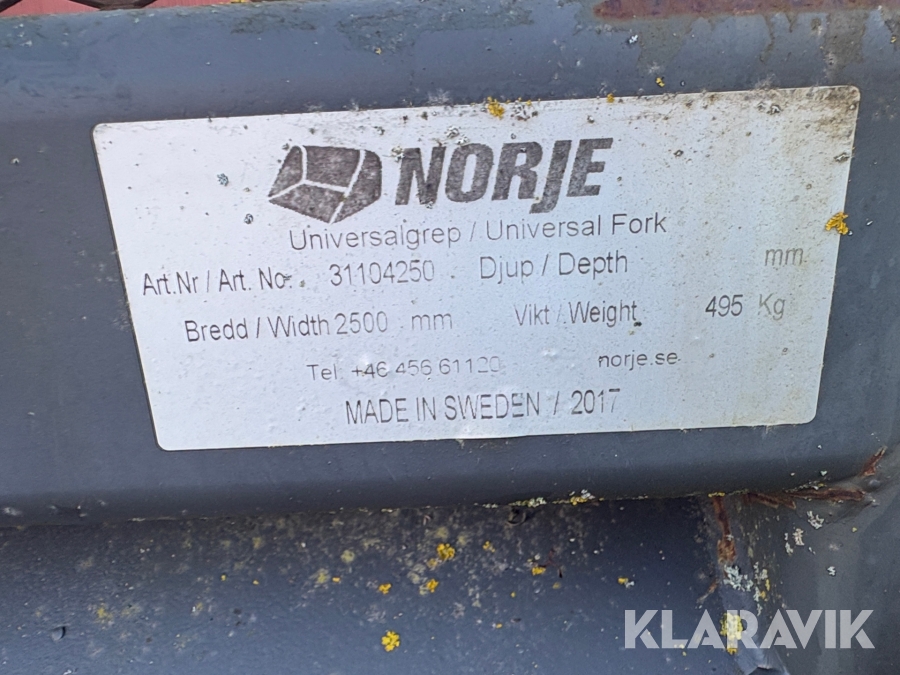 NORJE
Universalgrep / Universal Fork
Art.Nr / Art. No: 31104250 Djup / Depth mm
Bredd / Width 2500 mm Vikt / Weight 495 Kg
Tel: +46 456 61120 norje.se
MADE IN SWEDEN / 2017
KLARAVIK